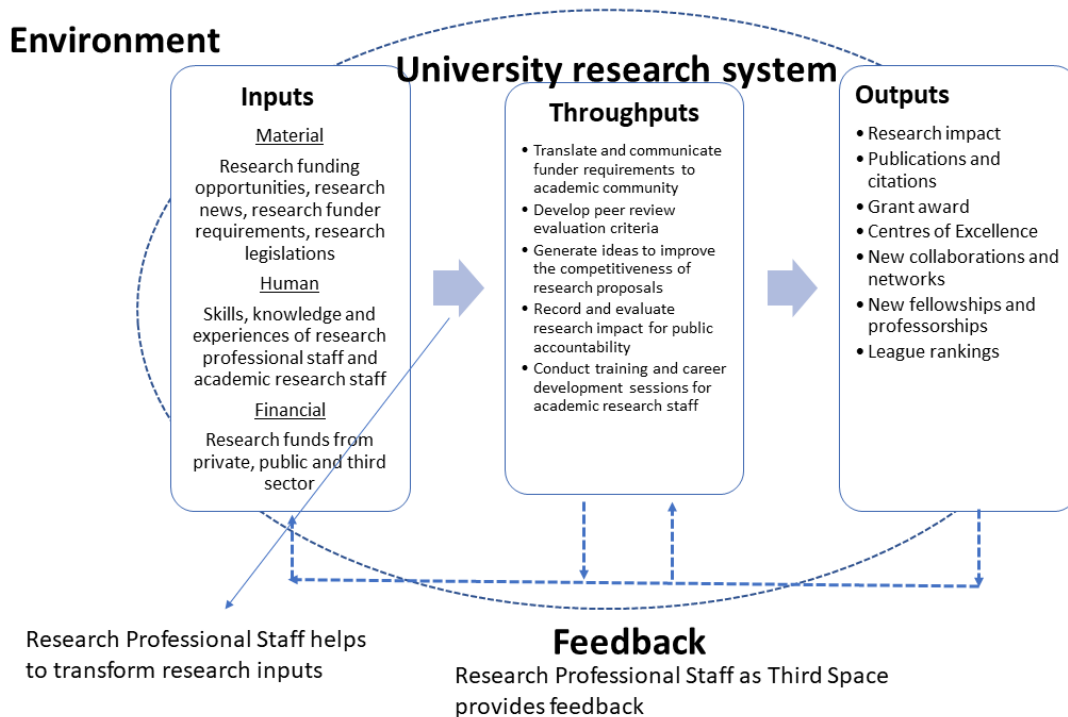 Environment
University research system
Inputs
Material
Research funding
opportunities, research
news, research funder
requirements, research
legislations
Human
Skills, knowledge and
experiences of research
professional staff and
academic research staff
Financial
Research funds from
private, public and third
sector
Throughputs
• Translate and communicate
funder requirements to
academic community
• Develop peer review
evaluation criteria
• Generate ideas to improve
the competitiveness of
research proposals
• Record and evaluate
research impact for public
accountability
• Conduct training and career
development sessions for
academic research staff
Outputs
• Research impact
• Publications and
citations
• Grant award
• Centres of Excellence
• New collaborations and
networks
• New fellowships and
professorships
• League rankings
Research Professional Staff helps
to transform research inputs
Feedback
Research Professional Staff as Third Space
provides feedback